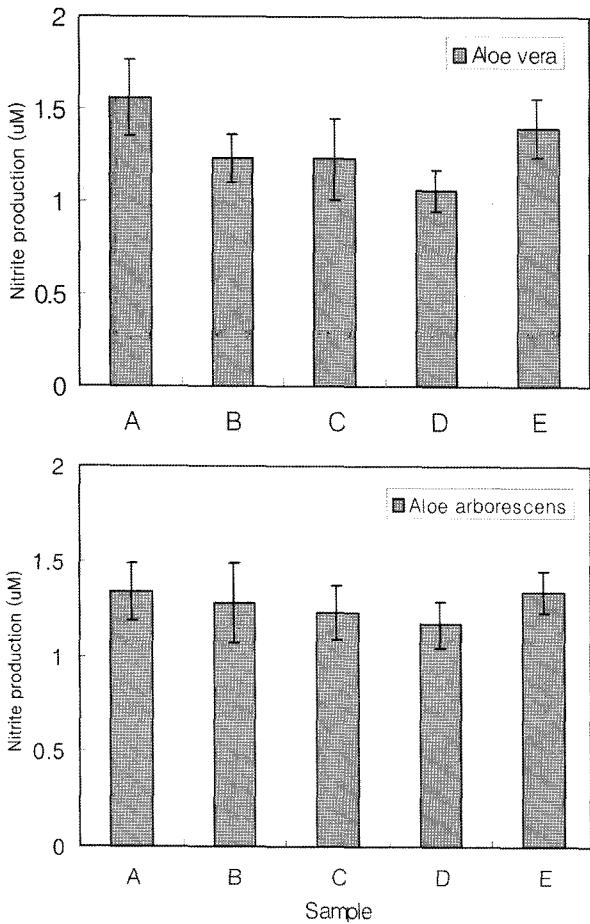 2
Aloe vera
1.5
Nitrite production (uM)
1
0.5
0
A B C D E
2
Aloe arborescens
1.5
Nitrite production (uM)
1
0.5
0
A B C D E
Sample